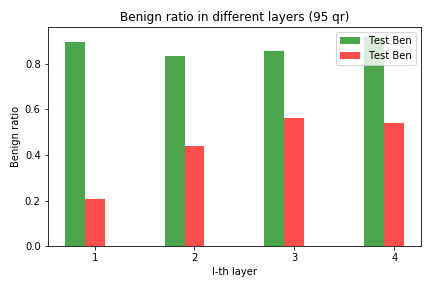 Benign ratio in different layers (95 qr)
Test Ben
Test Ben
Benign ratio
0.8
0.6
0.4
0.2
0.0
1 2 3 4
l-th layer